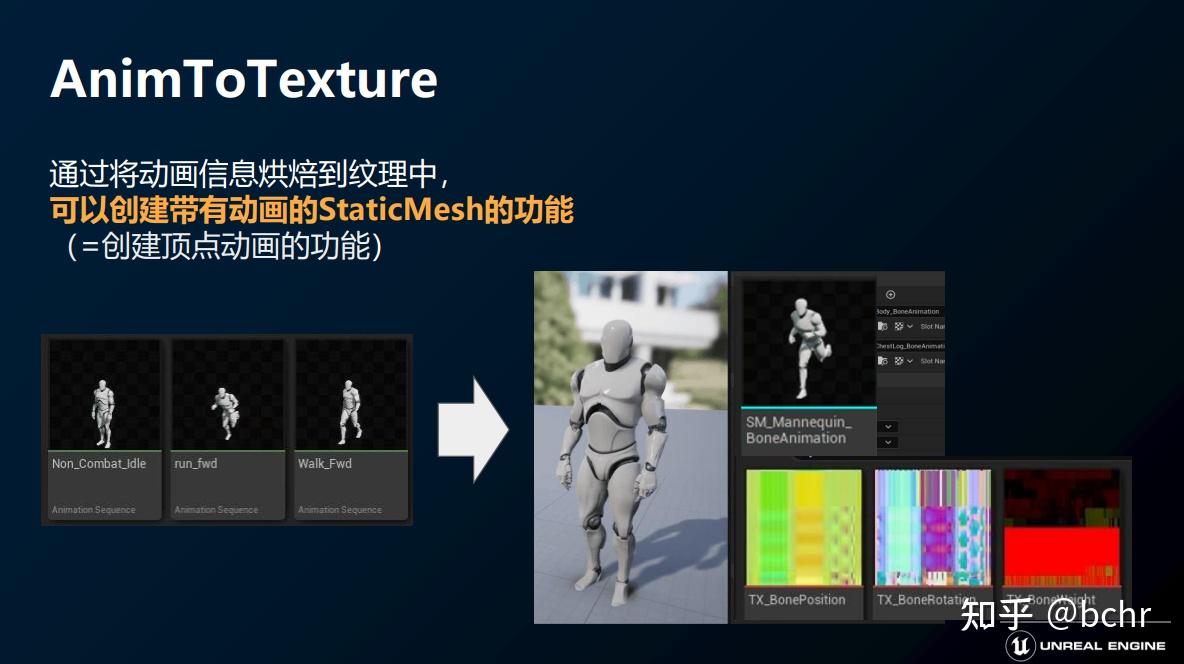 AnimToTexture
通过将动画信息烘焙到纹理中，
可以创建带有动画的StaticMesh的功能
（=创建顶点动画的功能）
Non_Combat_Idle
Animation Sequence
run_fwd
Animation Sequence
Walk_Fwd
Animation Sequence
SM_Mannequin_
BoneAnimation
Body_BoneAnimation
Slot Nar
ChestLog_BoneAnimati
Slot Nar
TX_BonePosition
TX_BoneRotation
TX_BoneWeight
知乎 @bchr
UNREAL ENGINE